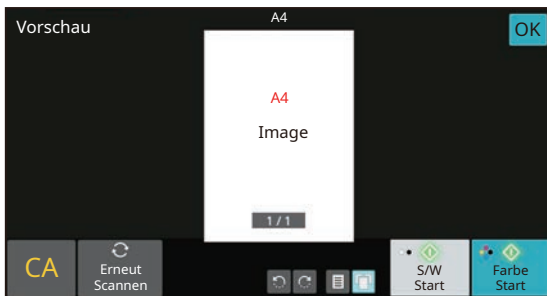 A4
Vorschau
OK
A4
Image
1 / 1
CA
Erneut
Scannen
S/W
Start
Farbe
Start